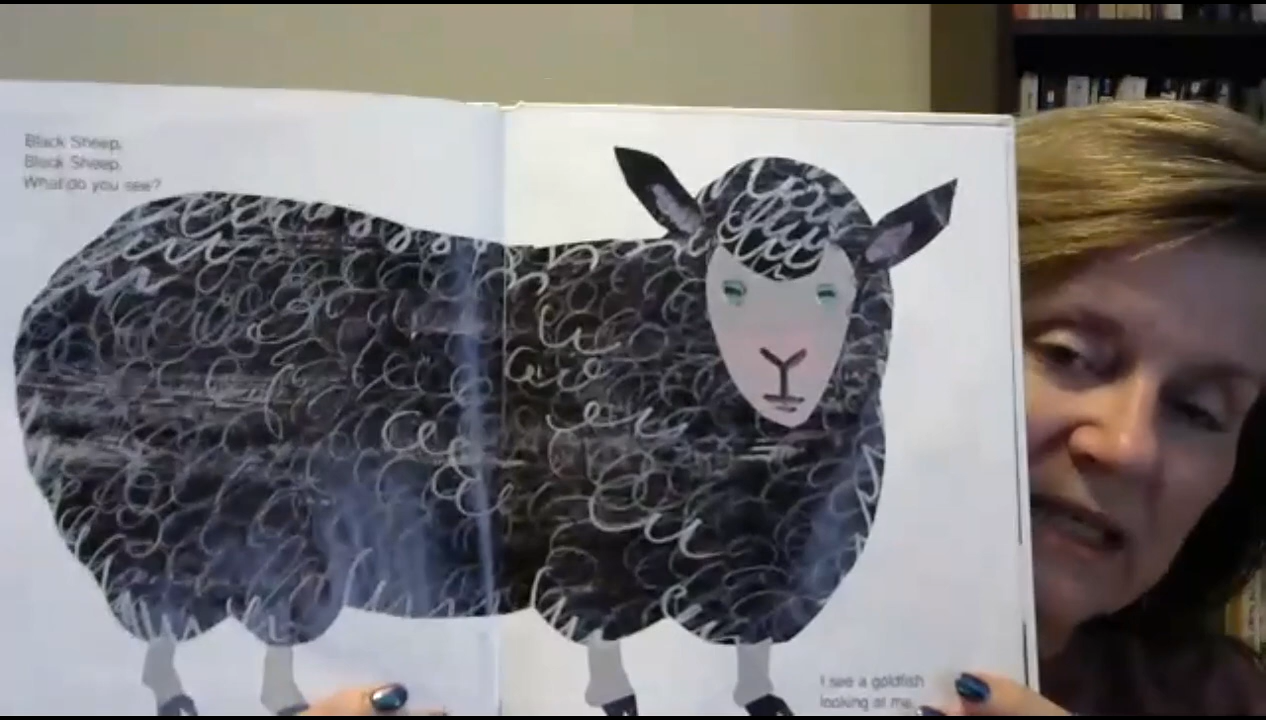 Black Sheep,
Black Sheep,
What do you see?
I see a goldfish
looking at me.